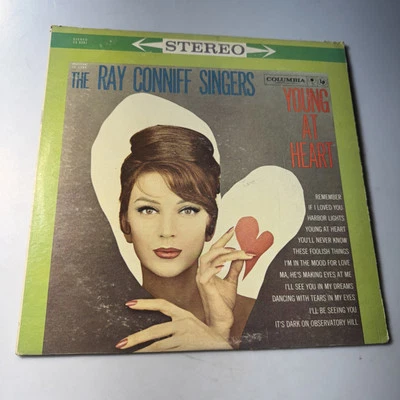 STEREO
THE RAY CONNIFF SINGERS
COLUMBIA
YOUNG
AT
HEART
REMEMBER
IF I LOVED YOU
HARBOR LIGHTS
YOUNG AT HEART
YOU'LL NEVER KNOW
THESE FOOLISH THINGS
I'M IN THE MOOD FOR LOVE
MA, HE'S MAKING EYES AT ME
I'LL SEE YOU IN MY DREAMS
DANCING WITH TEARS IN MY EYES
I'LL BE SEEING YOU
IT'S DARK ON OBSERVATORY HILL